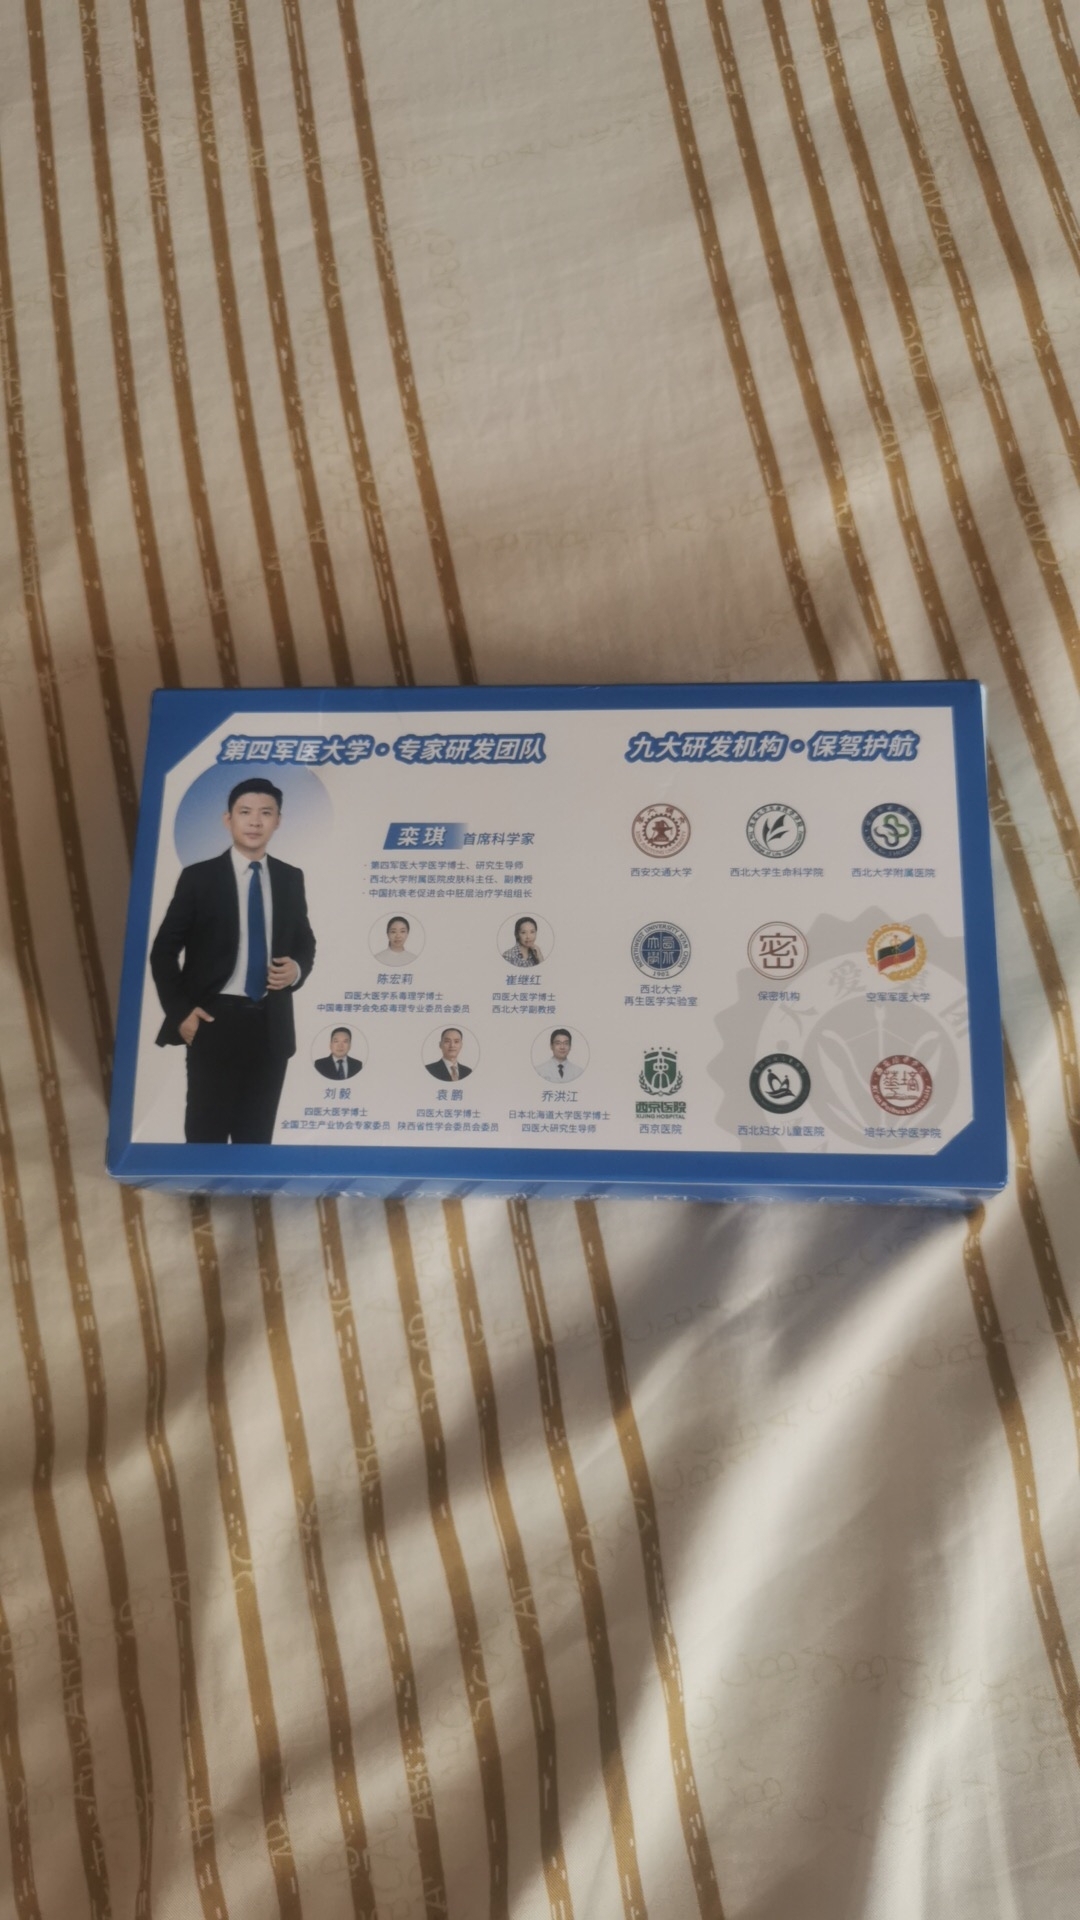 第四军医大学·专家研发团队
栾琪 首席科学家
·第四军医大学医学博士、研究生导师
·西北大学附属医院皮肤科主任、副教授
·中国抗衰老促进会中胚层治疗学组组长
陈宏莉
四医大医学系毒理学博士
中国毒理学会免疫毒理专业委员会委员
崔继红
四医大医学博士
西北大学副教授
刘毅
四医大医学博士
全国卫生产业协会专家委员
袁鹏
四医大医学博士
陕西省性学会委员会委员
乔洪江
日本北海道大学医学博士
四医大研究生导师
九大研发机构·保驾护航
西安交通大学
西北大学生命科学院
西北大学附属医院
1902
西北大学
再生医学实验室
密
保密机构
空军军医大学
西京医院
XIJING HOSPITAL
西京医院
西北妇女儿童医院
培华大学医学院